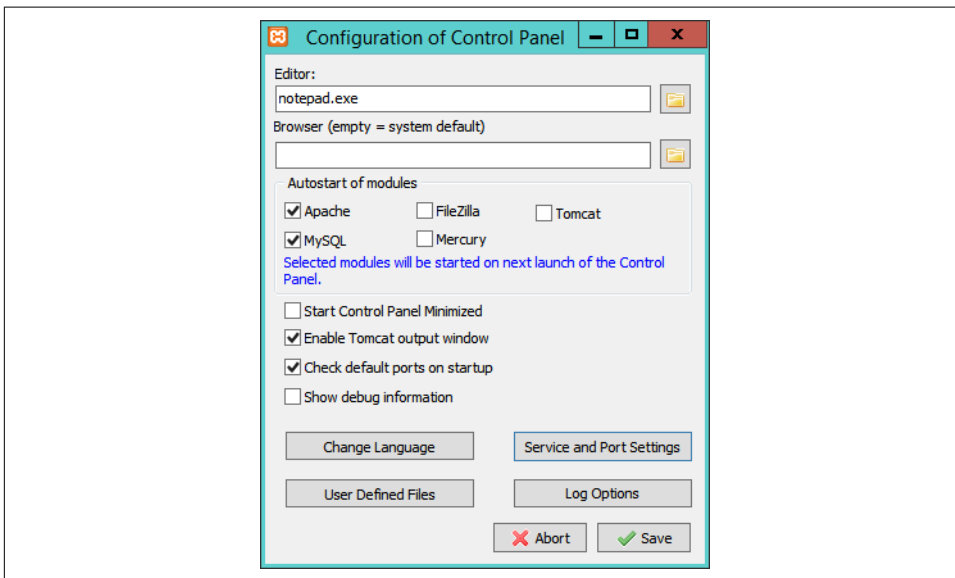 Configuration of Control Panel
Editor:
notepad.exe
Browser (empty = system default)
Autostart of modules
Apache FileZilla Tomcat
MySQL Mercury
Selected modules will be started on next launch of the Control
Panel.
Start Control Panel Minimized
Enable Tomcat output window
Check default ports on startup
Show debug information
Change Language Service and Port Settings
User Defined Files Log Options
Abort Save